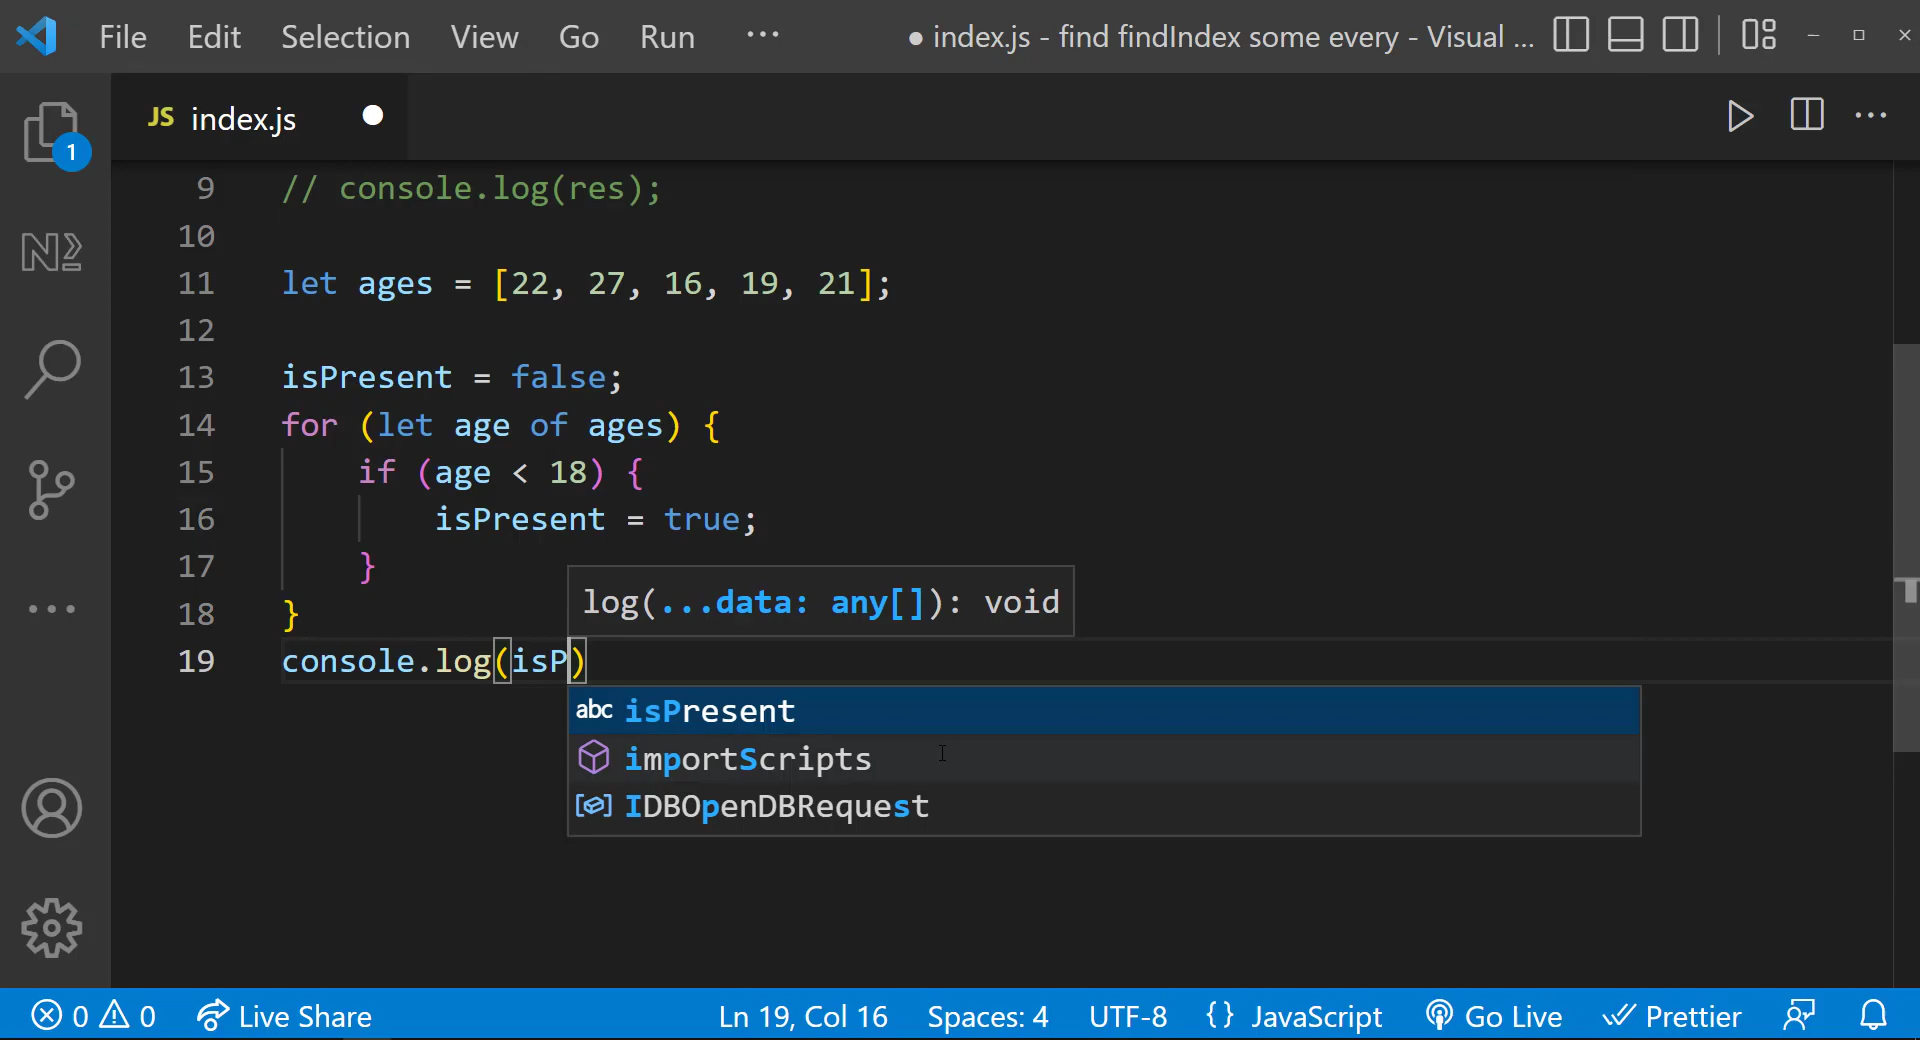 File Edit Selection View Go Run ··· ● index.js - find findIndex some every - Visual ...
JS index.js ●
1
9 // console.log(res);
10
11 let ages = [22, 27, 16, 19, 21];
12
13 isPresent = false;
14 for (let age of ages) {
15 if (age < 18) {
16 isPresent = true;
17 }
18 }
log(...data: any[]): void
19 console.log(isP)
abc isPresent
importScripts
IDBOpenDBRequest
0 0 Live Share Ln 19, Col 16 Spaces: 4 UTF-8 {} JavaScript Go Live Prettier